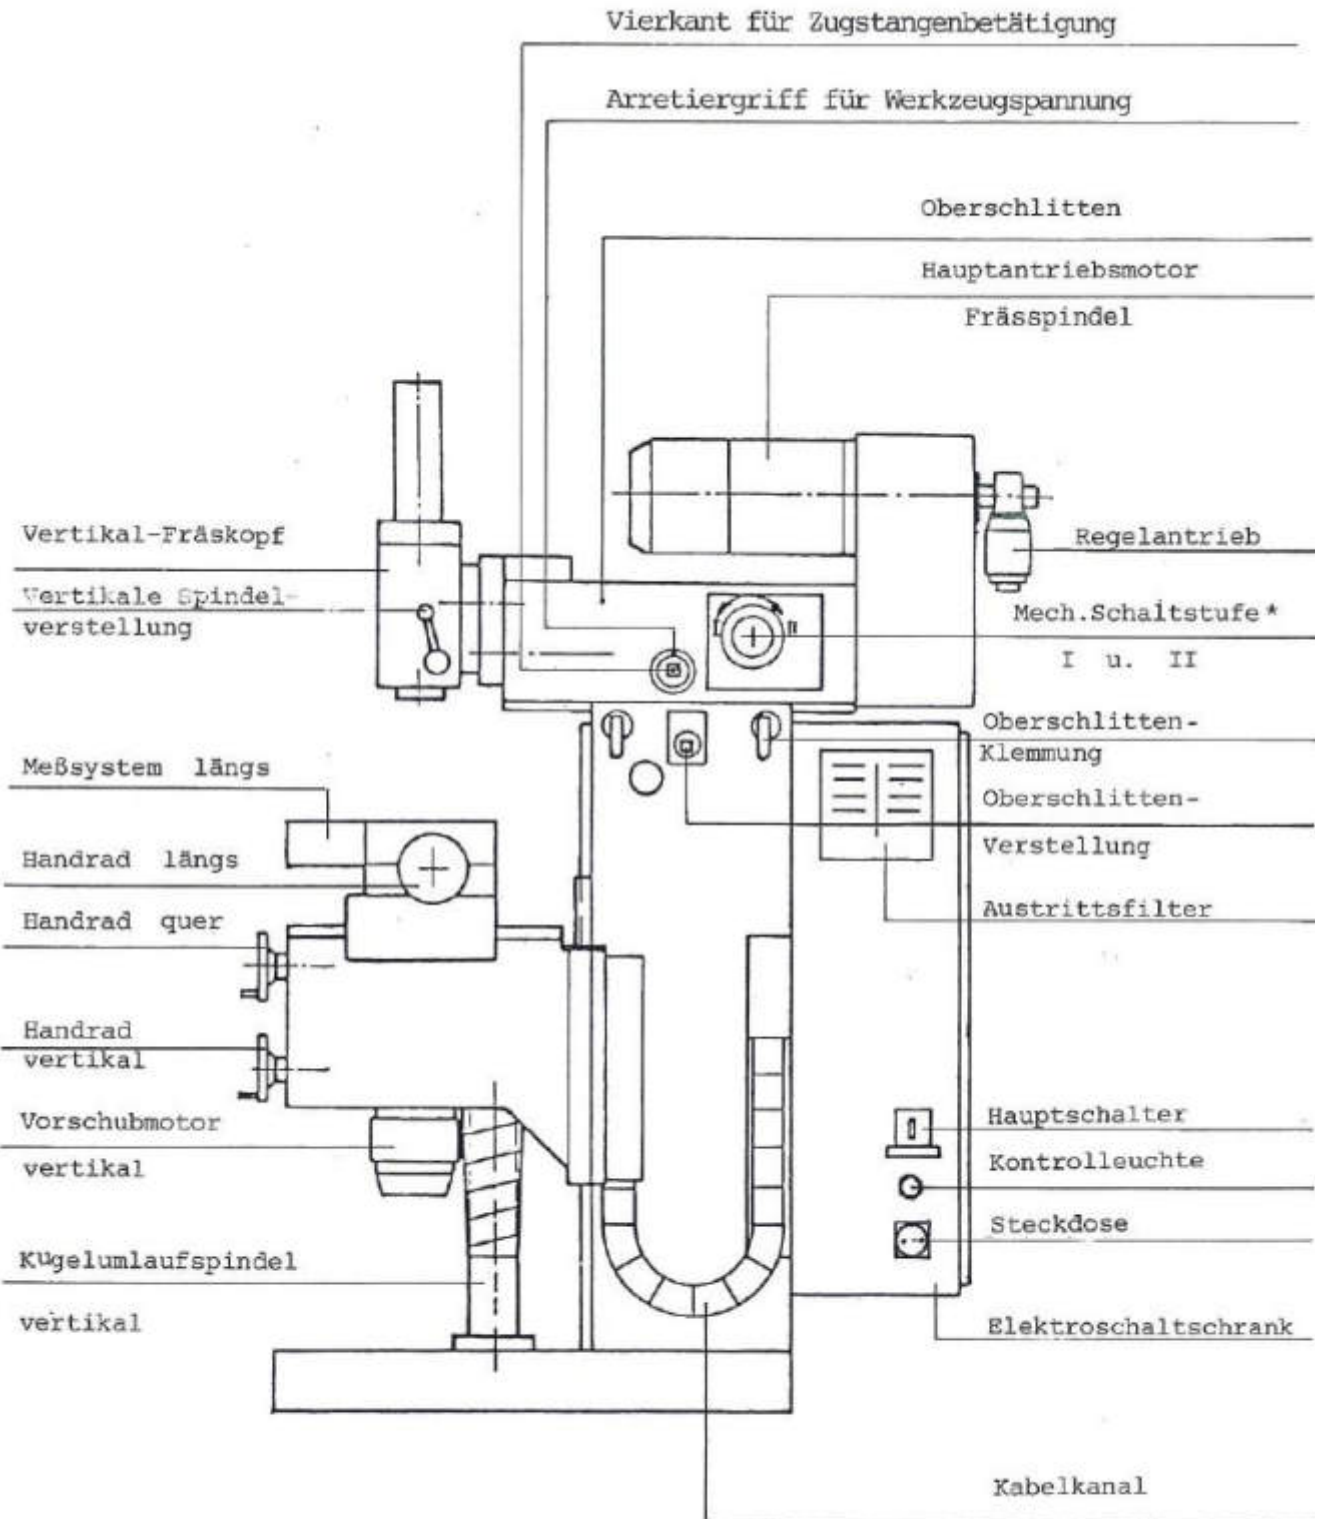 Vierkant für Zugstangenbetätigung
Arretiergriff für Werkzeugspannung
Oberschlitten
Hauptantriebsmotor
Frässpindel
Vertikal-Fräskopf
Vertikale Spindel-
verstellung
Regelantrieb
Mech.Schaltstufe*
I u. II
I
II
Oberschlitten-
Klemmung
Oberschlitten-
Verstellung
Austrittsfilter
Meßsystem längs
Handrad längs
Handrad quer
Handrad
vertikal
Vorschubmotor
vertikal
Kugelumlaufspindel
vertikal
Hauptschalter
Kontrolleuchte
Steckdose
Elektroschaltschrank
Kabelkanal